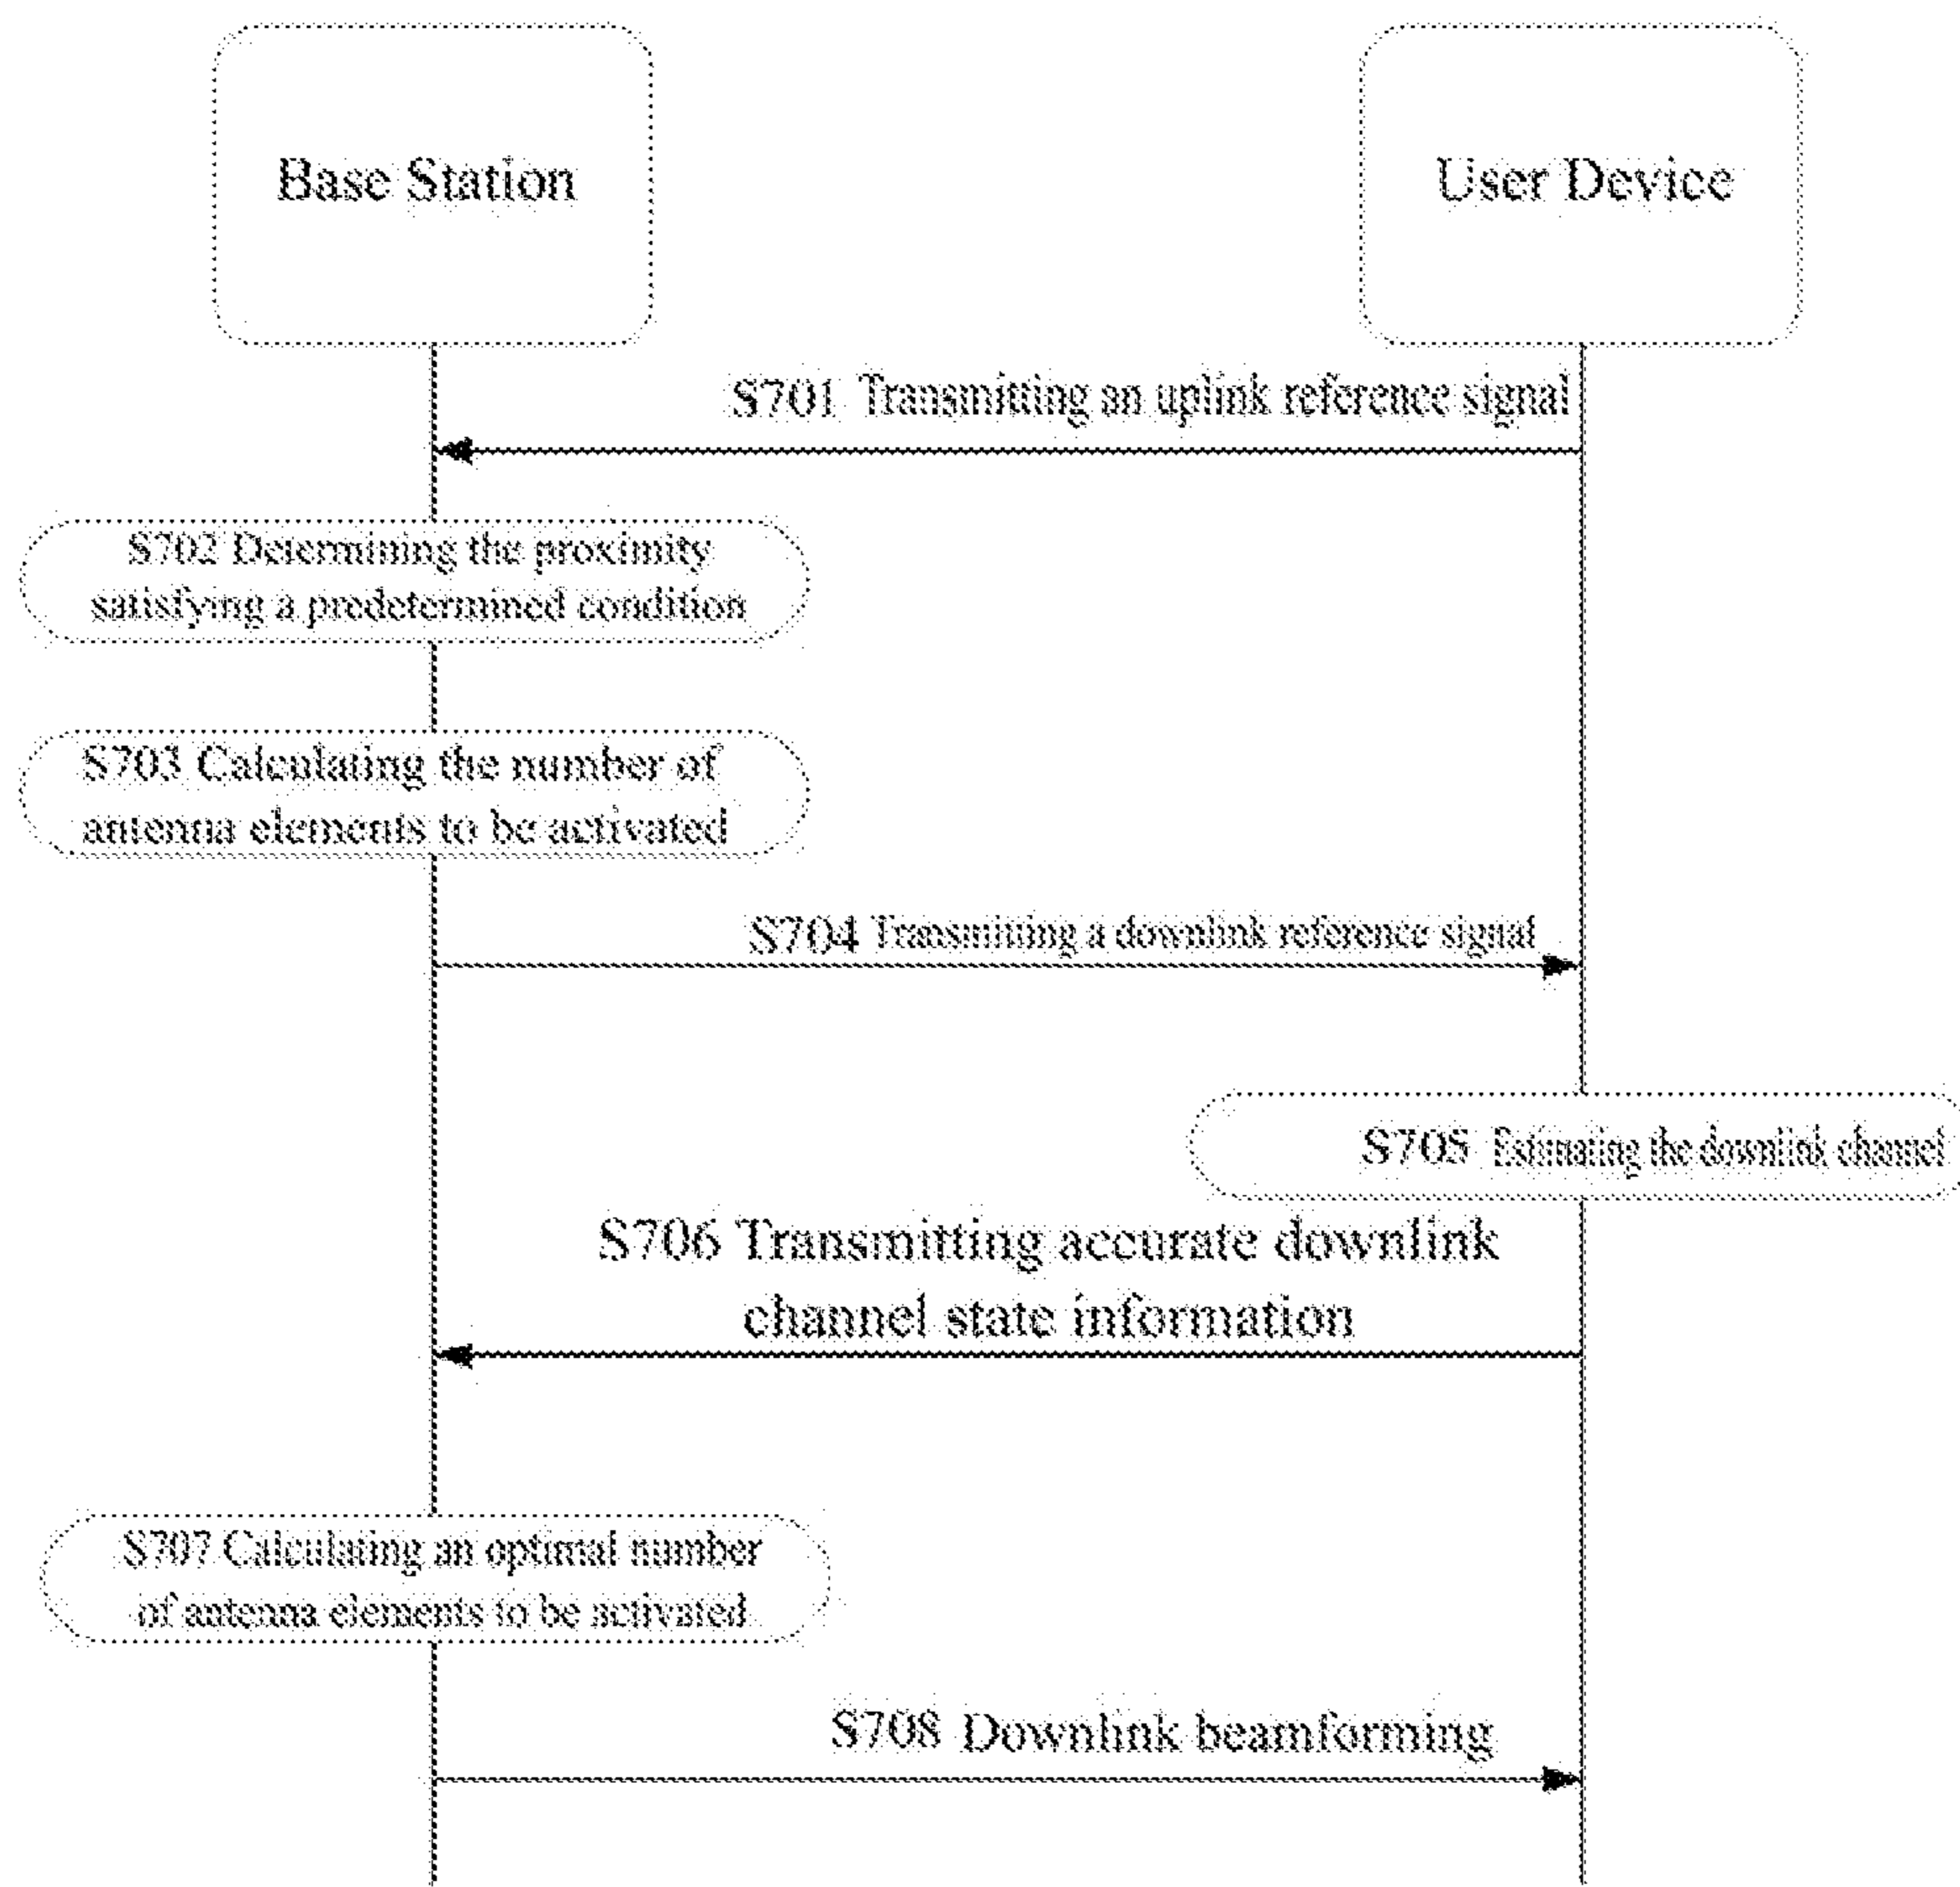 Base Station
User Device
S701 Transmitting an uplink reference signal
S702 Determining the proximity
satisfying a predetermined condition
S703 Calculating the number of
antenna elements to be activated
S704 Transmitting a downlink reference signal
S705 Estimating the downlink channel
S706 Transmitting accurate downlink
channel state information
S707 Calculating an optimal number
of antenna elements to be activated
S708 Downlink beamforming